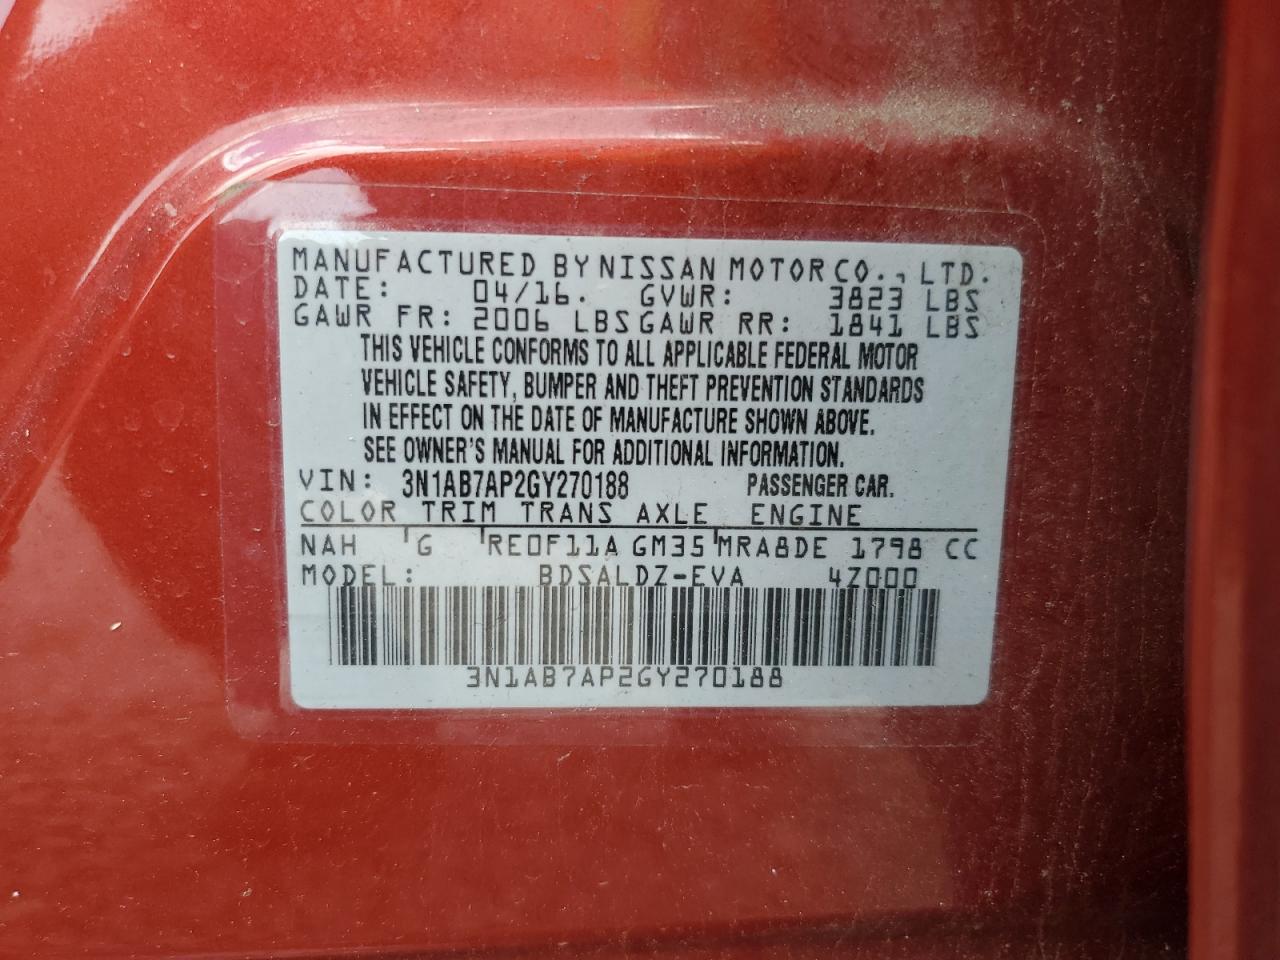 MANUFACTURED BY NISSAN MOTOR CO., LTD.
DATE: 04/16. GVWR: 3823 LBS
GAWR FR: 2006 LBS GAWR RR: 1841 LBS
THIS VEHICLE CONFORMS TO ALL APPLICABLE FEDERAL MOTOR
VEHICLE SAFETY, BUMPER AND THEFT PREVENTION STANDARDS
IN EFFECT ON THE DATE OF MANUFACTURE SHOWN ABOVE.
SEE OWNER'S MANUAL FOR ADDITIONAL INFORMATION.
VIN: 3N1AB7AP2GY270188 PASSENGER CAR.
COLOR TRIM TRANS AXLE ENGINE
NAH G RE0F11A GM35 MRA8DE 1798 CC
MODEL: BDSALDZ-EVA 4Z000
3N1AB7AP2GY270188